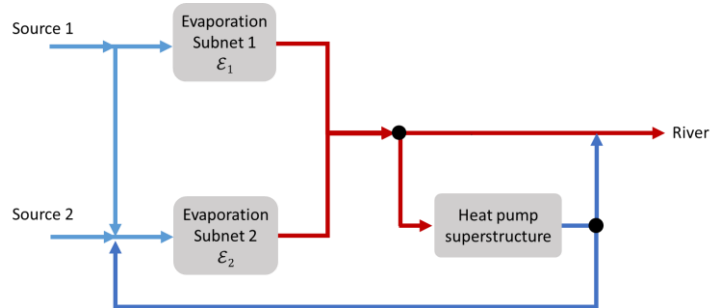 Source 1
Evaporation
Subnet 1
ℰ₁
River
Source 2
Evaporation
Subnet 2
ℰ₂
Heat pump
superstructure